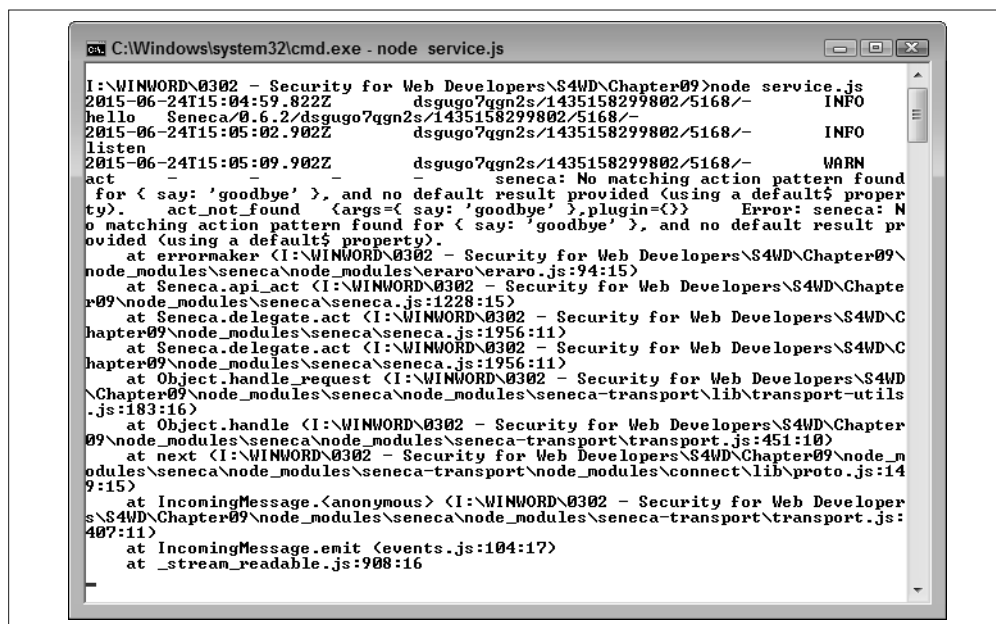 C:\Windows\system32\cmd.exe - node  service.js
I:\WINWORD\0302 - Security for Web Developers\S4WD\Chapter09>node service.js
2015-06-24T15:04:59.822Z        dsgugo7qgn2s/1435158299802/5168/-       INFO
hello   Seneca/0.6.2/dsgugo7qgn2s/1435158299802/5168/-
2015-06-24T15:05:02.902Z        dsgugo7qgn2s/1435158299802/5168/-       INFO
listen
2015-06-24T15:05:09.902Z        dsgugo7qgn2s/1435158299802/5168/-       WARN
act     -       -       -       -       seneca: No matching action pattern found
 for { say: 'goodbye' }, and no default result provided (using a default$ proper
ty).    act_not_found   {args={ say: 'goodbye' },plugin={}}     Error: seneca: N
o matching action pattern found for { say: 'goodbye' }, and no default result pr
ovided (using a default$ property).
    at errormaker (I:\WINWORD\0302 - Security for Web Developers\S4WD\Chapter09\
node_modules\seneca\node_modules\eraro\eraro.js:94:15)
    at Seneca.api_act (I:\WINWORD\0302 - Security for Web Developers\S4WD\Chapte
r09\node_modules\seneca\seneca.js:1228:15)
    at Seneca.delegate.act (I:\WINWORD\0302 - Security for Web Developers\S4WD\C
hapter09\node_modules\seneca\seneca.js:1956:11)
    at Seneca.delegate.act (I:\WINWORD\0302 - Security for Web Developers\S4WD\C
hapter09\node_modules\seneca\seneca.js:1956:11)
    at Object.handle_request (I:\WINWORD\0302 - Security for Web Developers\S4WD
\Chapter09\node_modules\seneca\node_modules\seneca-transport\lib\transport-utils
.js:183:16)
    at Object.handle (I:\WINWORD\0302 - Security for Web Developers\S4WD\Chapter
09\node_modules\seneca\node_modules\seneca-transport\transport.js:451:10)
    at next (I:\WINWORD\0302 - Security for Web Developers\S4WD\Chapter09\node_m
odules\seneca\node_modules\seneca-transport\node_modules\connect\lib\proto.js:14
9:15)
    at IncomingMessage.<anonymous> (I:\WINWORD\0302 - Security for Web Developer
s\S4WD\Chapter09\node_modules\seneca\node_modules\seneca-transport\transport.js:
407:11)
    at IncomingMessage.emit (events.js:104:17)
    at _stream_readable.js:908:16